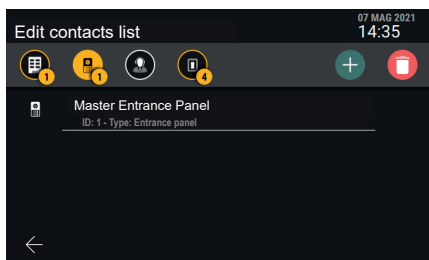 07 MAG 2021
Edit contacts list
14:35
1
1
4
Master Entrance Panel
ID: 1 - Type: Entrance panel